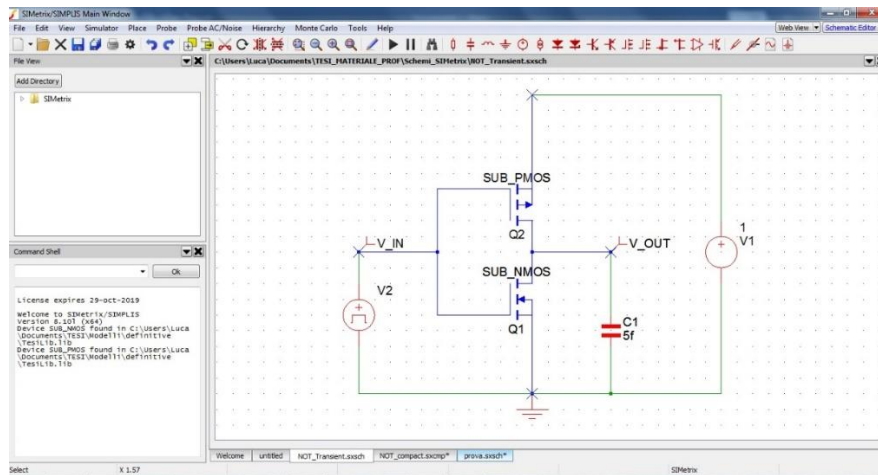 SIMetrix/SIMPLIS Main Window
File Edit View Simulator Place Probe Probe AC/Noise Hierarchy Monte Carlo Tools Help
Web View Schematic Editor
File View
C:\Users\Luca\Documents\TESI_MATERIALE_PROF\Schemi_SIMetrix\NOT_Transient.sxsch
Add Directory
SIMetrix
SUB_PMOS
Q2
V_IN
V_OUT
1
V1
Command Shell
Ok
SUB_NMOS
V2
Q1
C1
5f
License expires 29-oct-2019
Welcome to SIMetrix/SIMPLIS
Version 8.10l (x64)
Device SUB_NMOS found in C:\Users\Luca
\Documents\TESI\Modelli\definitive
\TesiLib.lib
Device SUB_PMOS found in C:\Users\Luca
\Documents\TESI\Modelli\definitive
\TesiLib.lib
Welcome untitled NOT_Transient.sxsch NOT_compact.sxcmp* prova.sxsch*
Select X 1.57 SIMetrix